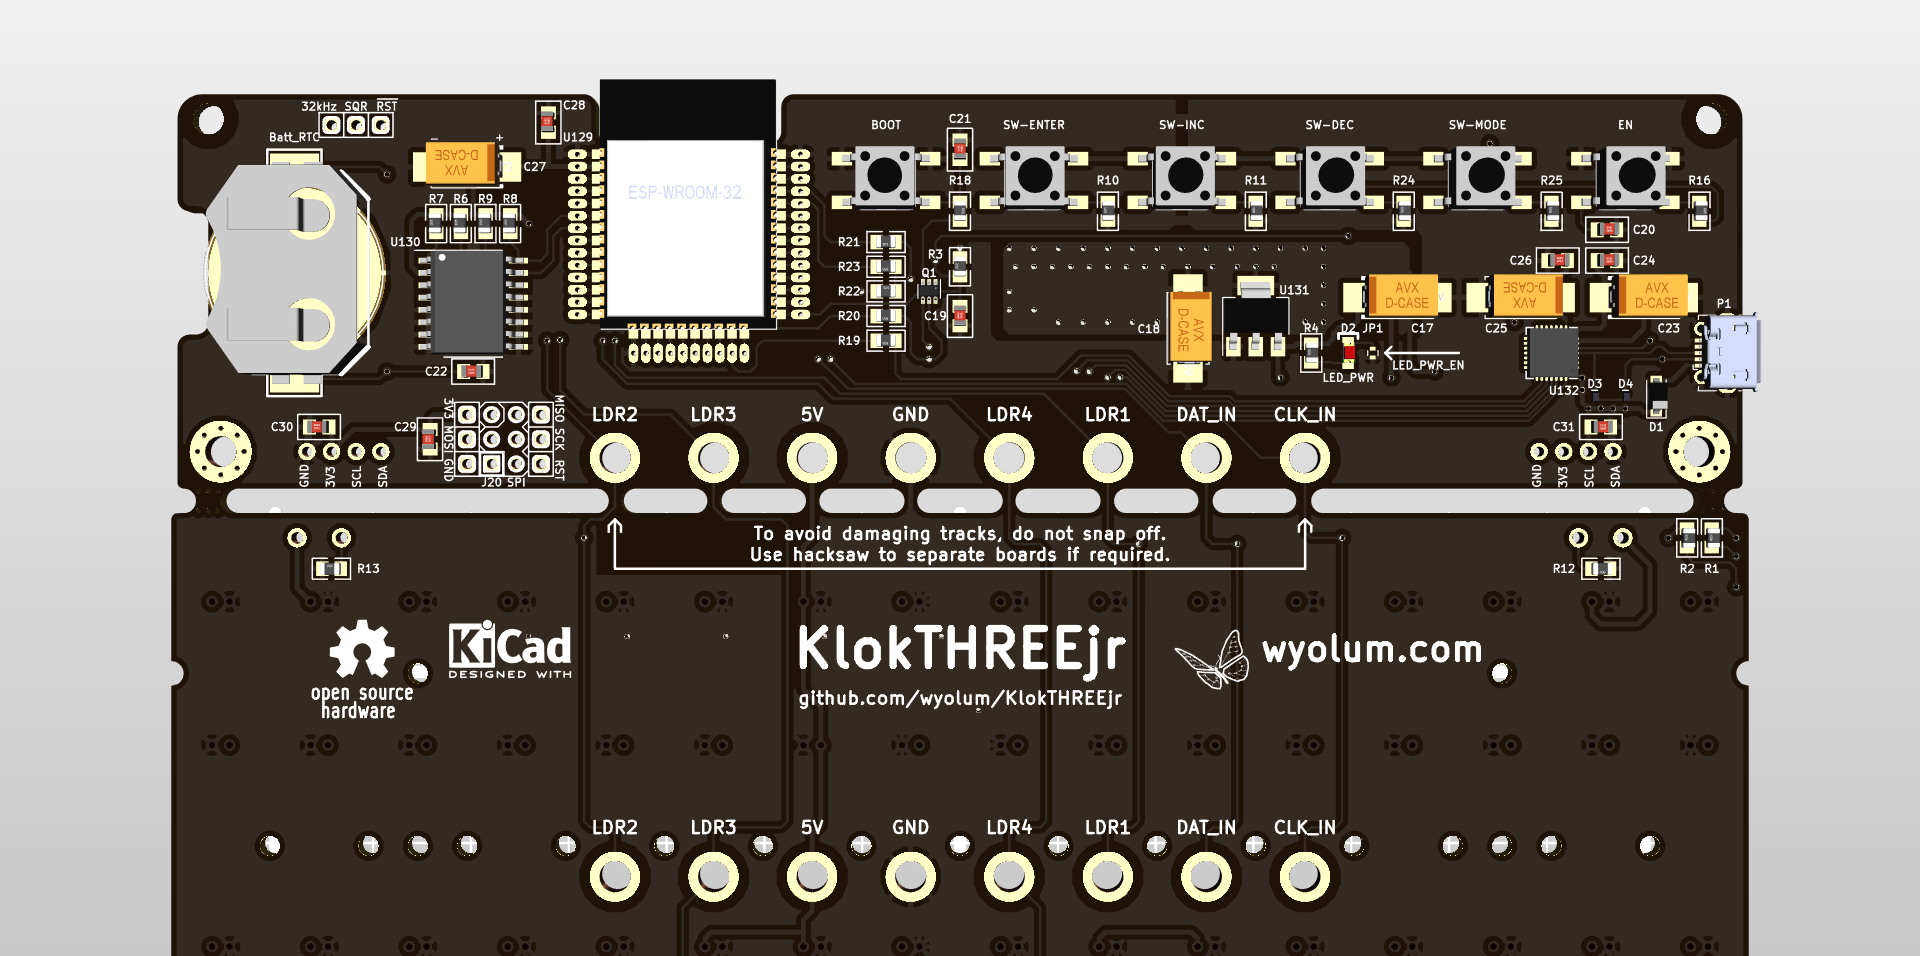 32kHz SQR RST
Batt_RTC
C28
U129
AVX
D-CASE
- +
C27
R7 R6 R9 R8
U130
ESP-WROOM-32
C22
BOOT
C21
SW-ENTER
SW-INC
SW-DEC
SW-MODE
EN
R18
R10
R11
R24
R25
R16
R21
R23
R22
R20
R19
R3
Q1
C19
C20
C26
C24
U131
C18
AVX
D-CASE
R4
D2
JP1
AVX
D-CASE
C17
AVX
D-CASE
C25
AVX
D-CASE
C23
P1
LED_PWR
LED_PWR_EN
U132
D3 D4
D1
C31
C30
C29
3V3 MOSI GND
MISO SCK RST
J20 SPI
GND
3V3
SCL
SDA
LDR2 LDR3 5V GND LDR4 LDR1 DAT_IN CLK_IN
GND
3V3
SCL
SDA
To avoid damaging tracks, do not snap off.
Use hacksaw to separate boards if required.
R13
R12
R2 R1
open source
hardware
KiCad
DESIGNED WITH
KlokTHREEjr
github.com/wyolum/KlokTHREEjr
wyolum.com
LDR2 LDR3 5V GND LDR4 LDR1 DAT_IN CLK_IN